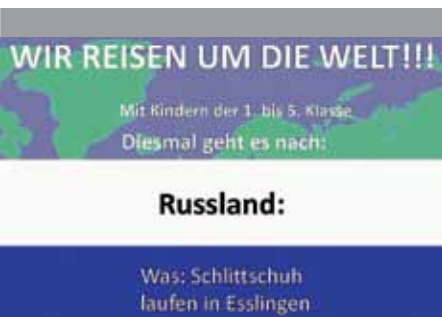 WIR REISEN UM DIE WELT!!!
Mit Kindern der 1. bis 5. Klasse
Diesmal geht es nach:
Russland:
Was: Schlittschuh
laufen in Esslingen